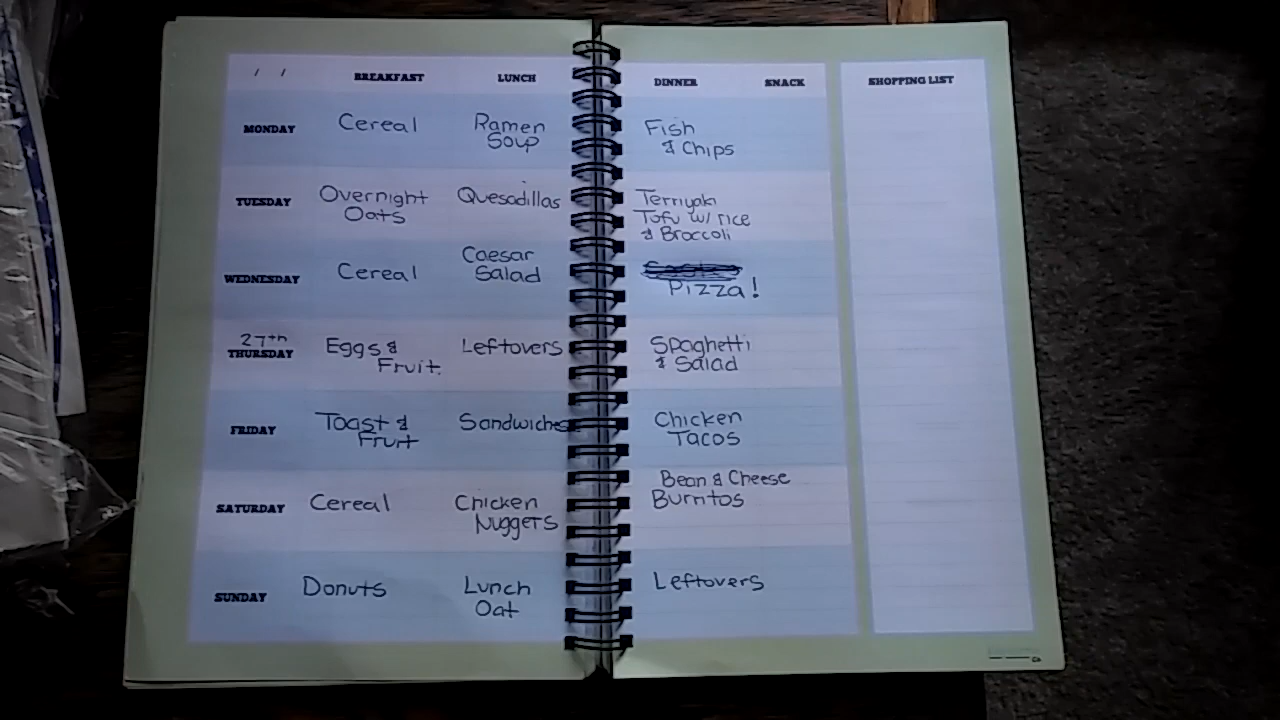 / / BREAKFAST LUNCH DINNER SNACK SHOPPING LIST
MONDAY Cereal Ramen Soup Fish & Chips
TUESDAY Overnight Oats Quesadillas Terriyaki Tofu w/ rice & Broccoli
WEDNESDAY Cereal Caesar Salad Pizza!
27th THURSDAY Eggs & Fruit Leftovers Spaghetti & Salad
FRIDAY Toast & Fruit Sandwiches Chicken Tacos
SATURDAY Cereal Chicken Nuggets Bean & Cheese Burritos
SUNDAY Donuts Lunch Oat Leftovers